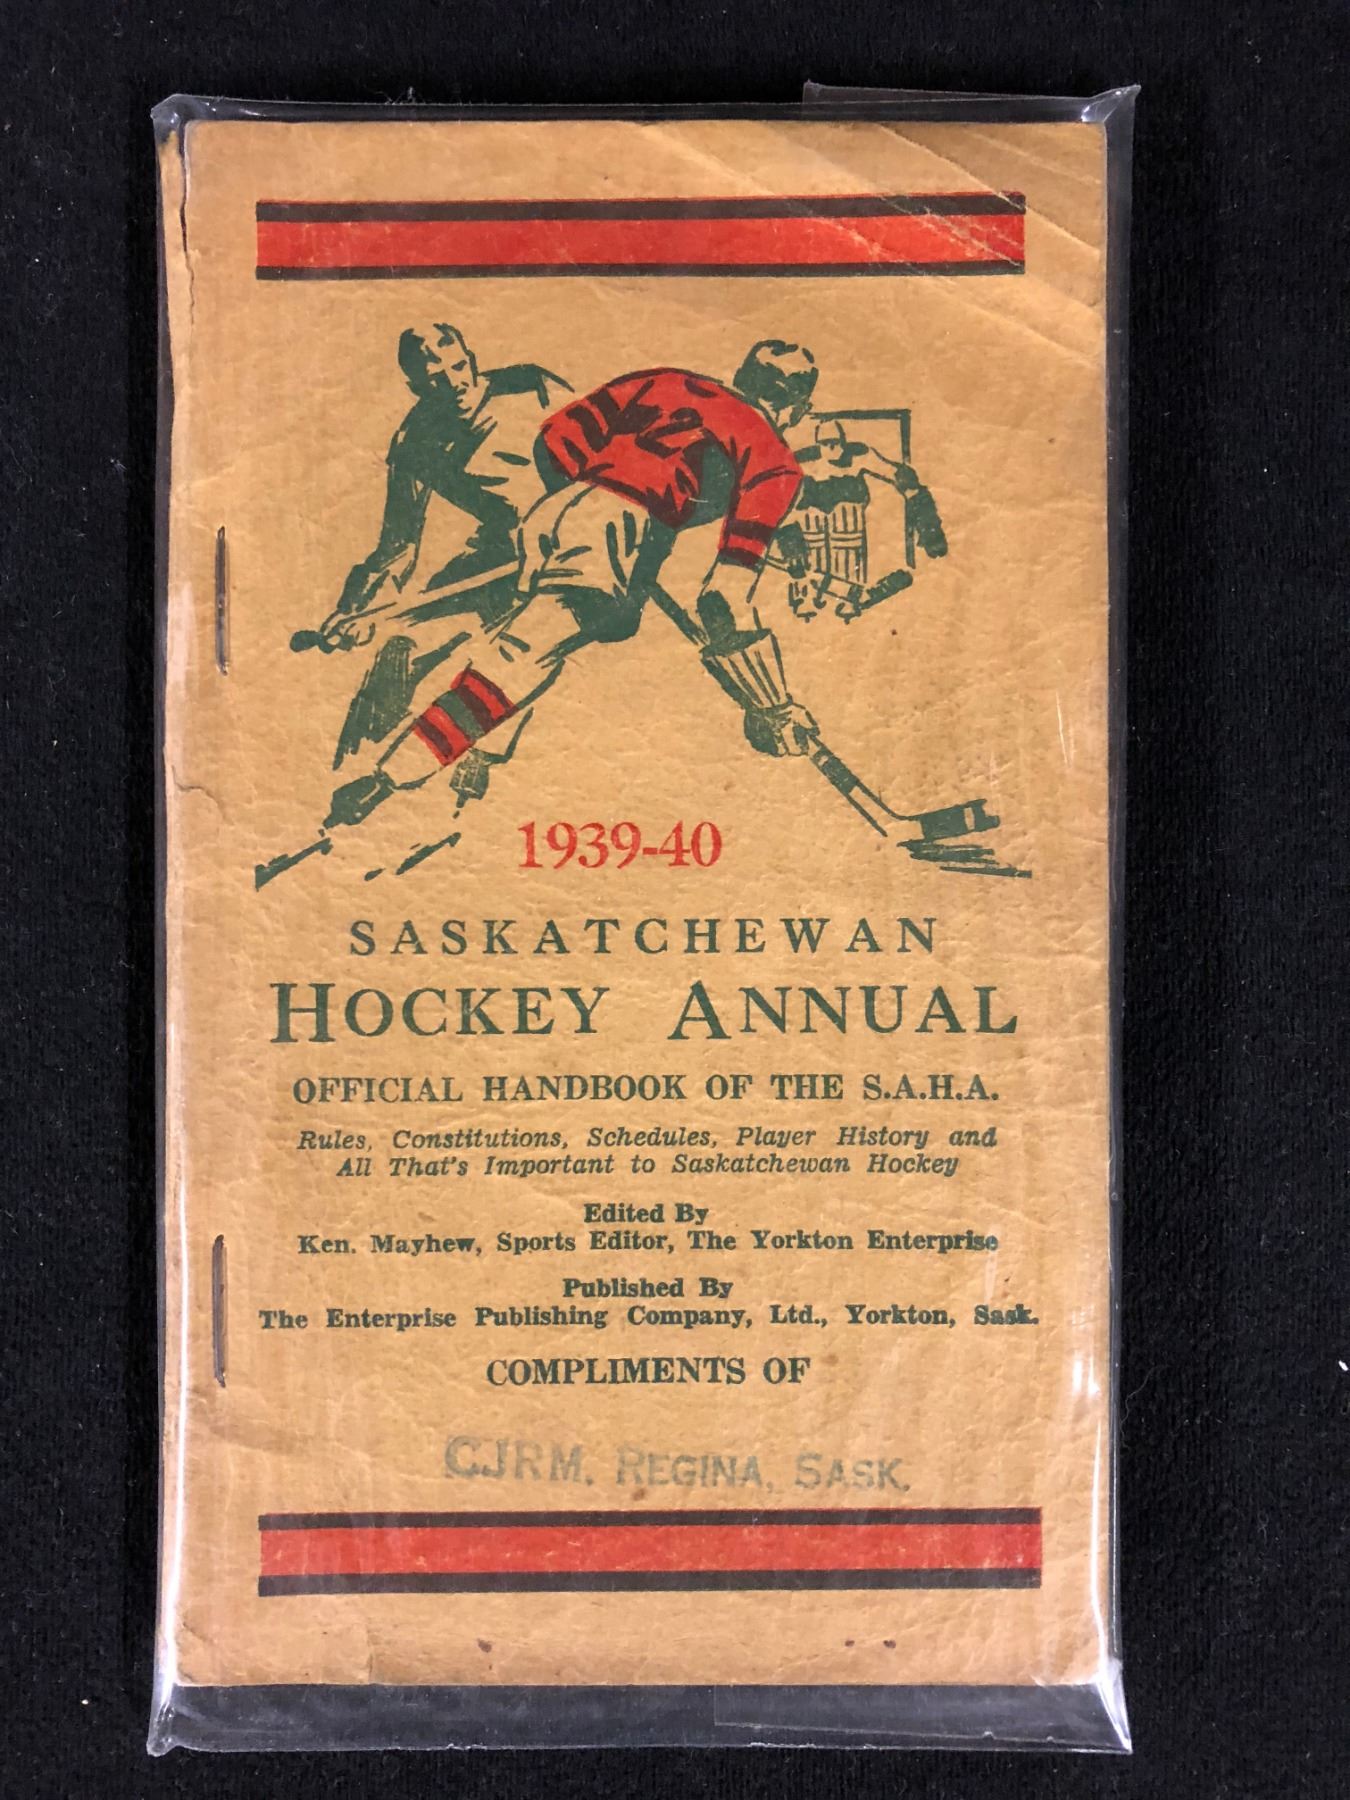 1939-40
SASKATCHEWAN
HOCKEY ANNUAL
OFFICIAL HANDBOOK OF THE S.A.H.A.
Rules, Constitutions, Schedules, Player History and
All That's Important to Saskatchewan Hockey
Edited By
Ken. Mayhew, Sports Editor, The Yorkton Enterprise
Published By
The Enterprise Publishing Company, Ltd., Yorkton, Sask.
COMPLIMENTS OF
CJRM. REGINA, SASK.